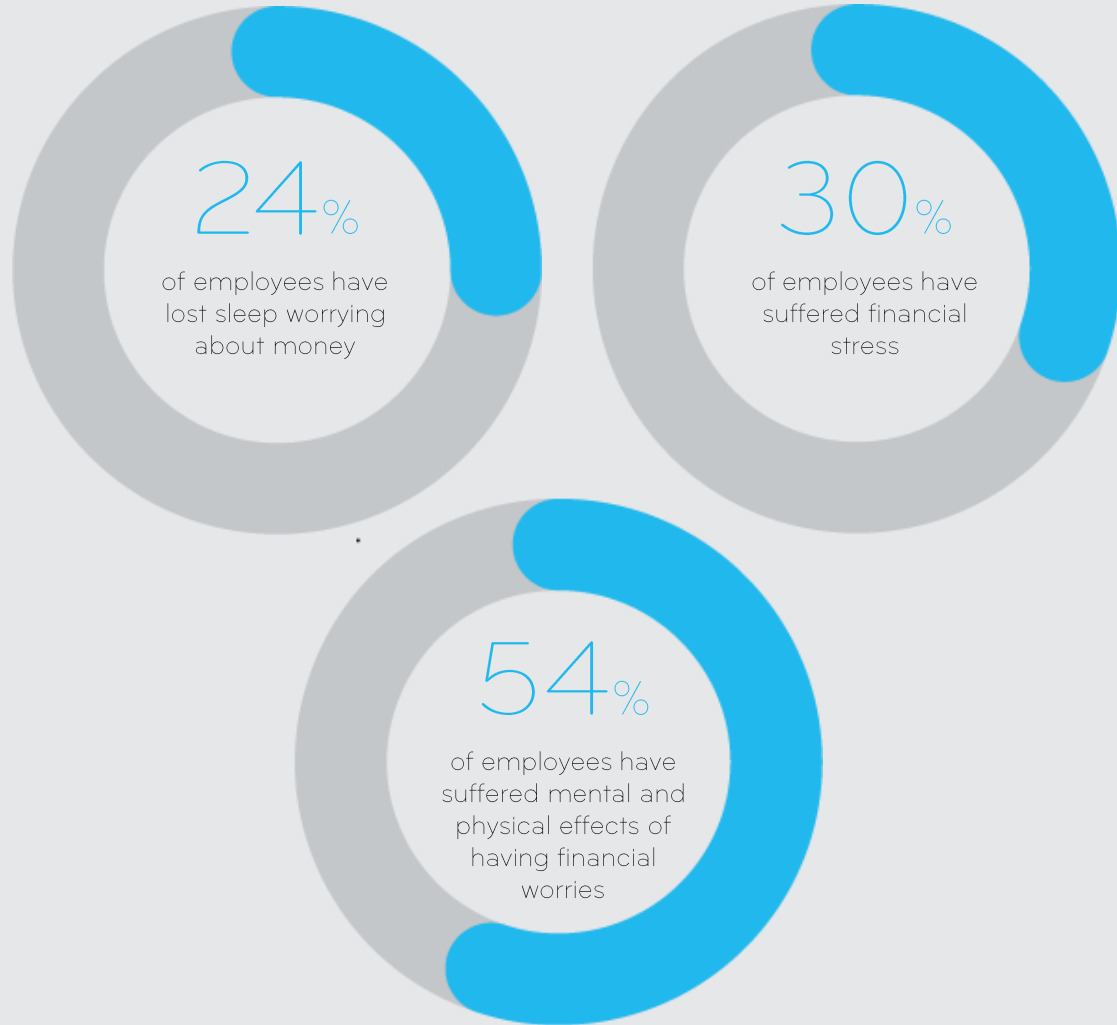 24%
of employees have
lost sleep worrying
about money
30%
of employees have
suffered financial
stress
54%
of employees have
suffered mental and
physical effects of
having financial
worries